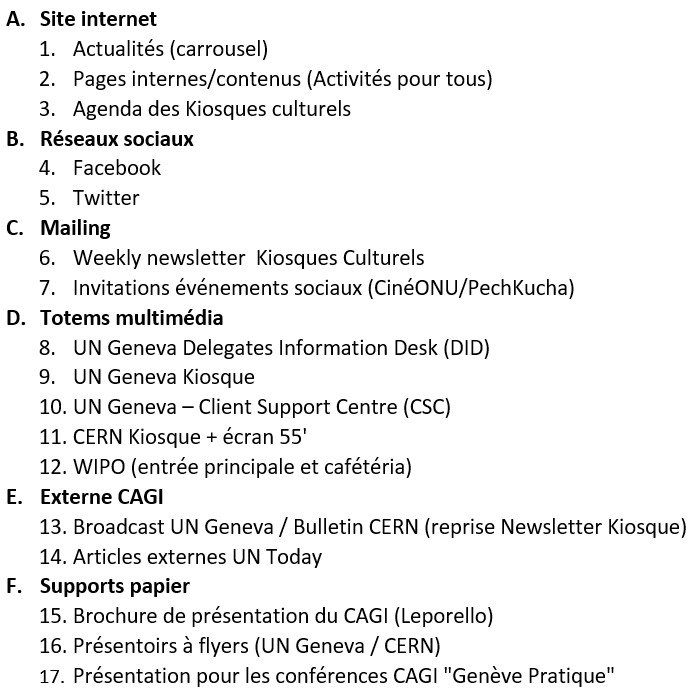 A. Site internet
1. Actualités (carrousel)
2. Pages internes/contenus (Activités pour tous)
3. Agenda des Kiosques culturels
B. Réseaux sociaux
4. Facebook
5. Twitter
C. Mailing
6. Weekly newsletter  Kiosques Culturels
7. Invitations événements sociaux (CinéONU/PechKucha)
D. Totems multimédia
8. UN Geneva Delegates Information Desk (DID)
9. UN Geneva Kiosque
10. UN Geneva – Client Support Centre (CSC)
11. CERN Kiosque + écran 55'
12. WIPO (entrée principale et cafétéria)
E. Externe CAGI
13. Broadcast UN Geneva / Bulletin CERN (reprise Newsletter Kiosque)
14. Articles externes UN Today
F. Supports papier
15. Brochure de présentation du CAGI (Leporello)
16. Présentoirs à flyers (UN Geneva / CERN)
17. Présentation pour les conférences CAGI "Genève Pratique"